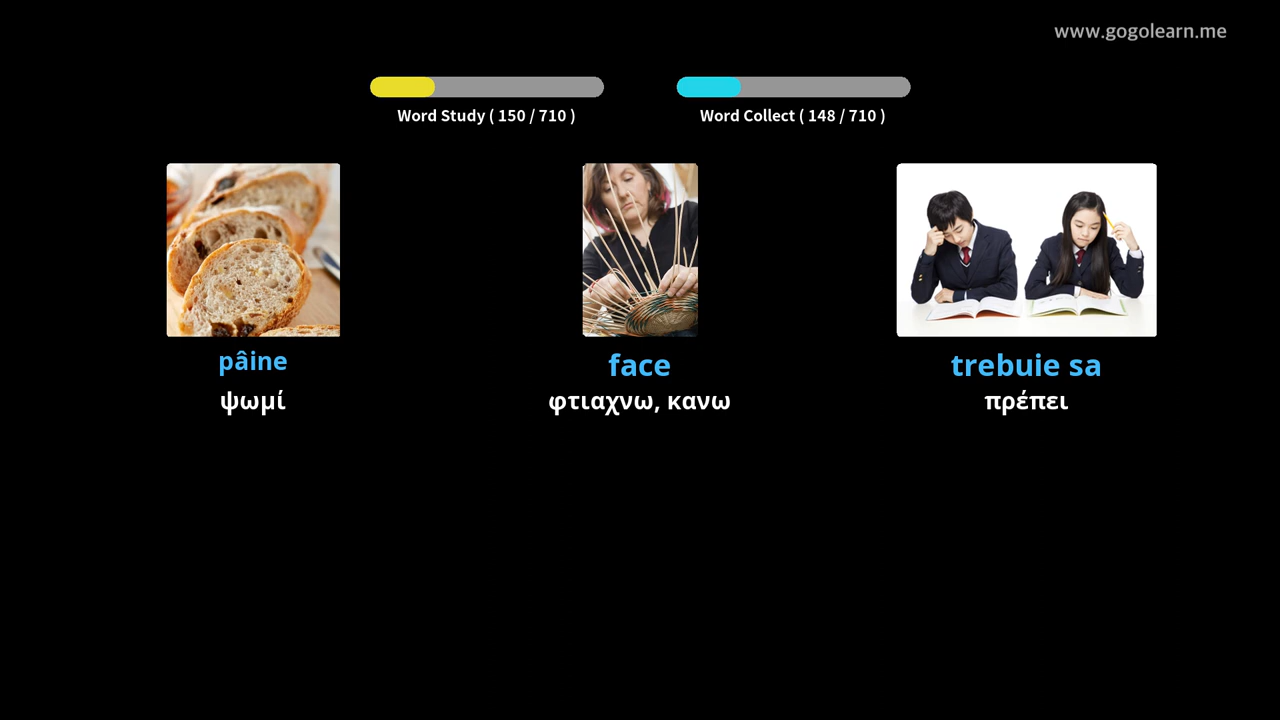 www.gogolearn.me
Word Study ( 150 / 710 )
Word Collect ( 148 / 710 )
pâine
face
trebuie sa
ψωμί
φτιαχνω, κανω
πρέπει